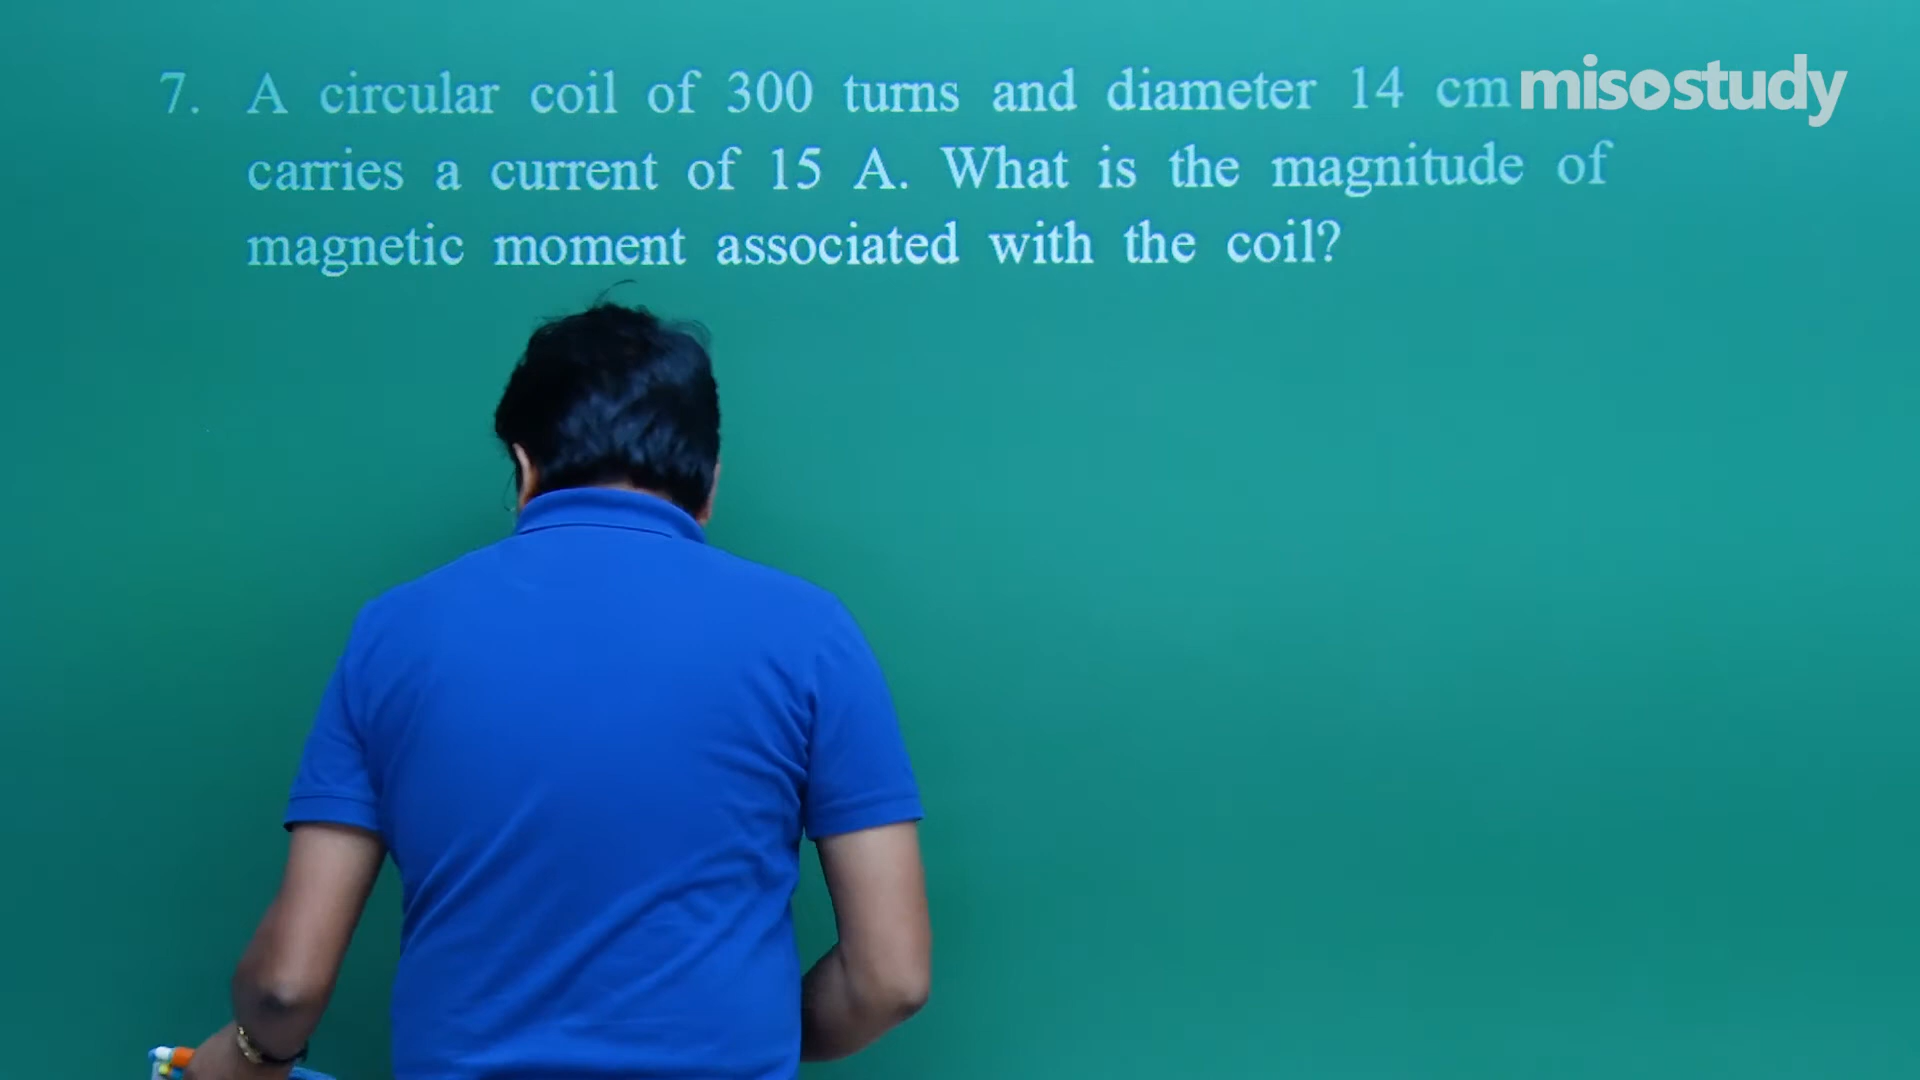 7. A circular coil of 300 turns and diameter 14 cm misostudy
carries a current of 15 A. What is the magnitude of
magnetic moment associated with the coil?